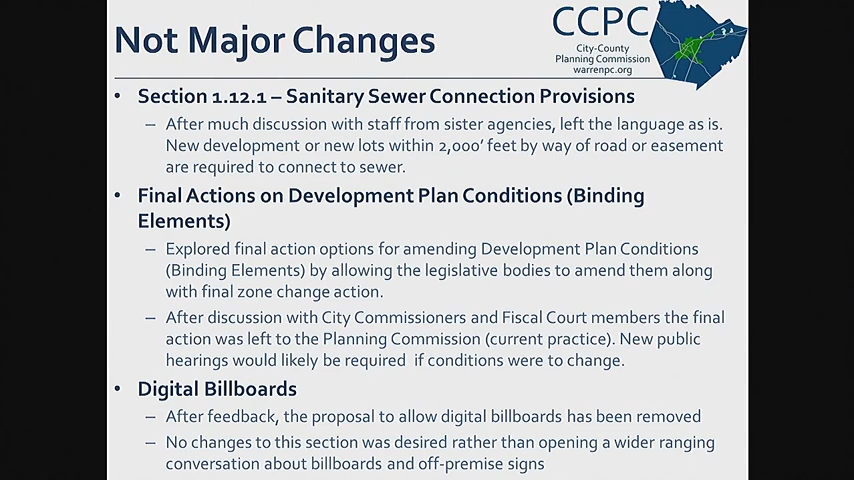 Not Major Changes
CCPC
City-County
Planning Commission
warrenpc.org
• Section 1.12.1 – Sanitary Sewer Connection Provisions
– After much discussion with staff from sister agencies, left the language as is.
New development or new lots within 2,000' feet by way of road or easement
are required to connect to sewer.
• Final Actions on Development Plan Conditions (Binding
Elements)
– Explored final action options for amending Development Plan Conditions
(Binding Elements) by allowing the legislative bodies to amend them along
with final zone change action.
– After discussion with City Commissioners and Fiscal Court members the final
action was left to the Planning Commission (current practice). New public
hearings would likely be required if conditions were to change.
• Digital Billboards
– After feedback, the proposal to allow digital billboards has been removed
– No changes to this section was desired rather than opening a wider ranging
conversation about billboards and off-premise signs